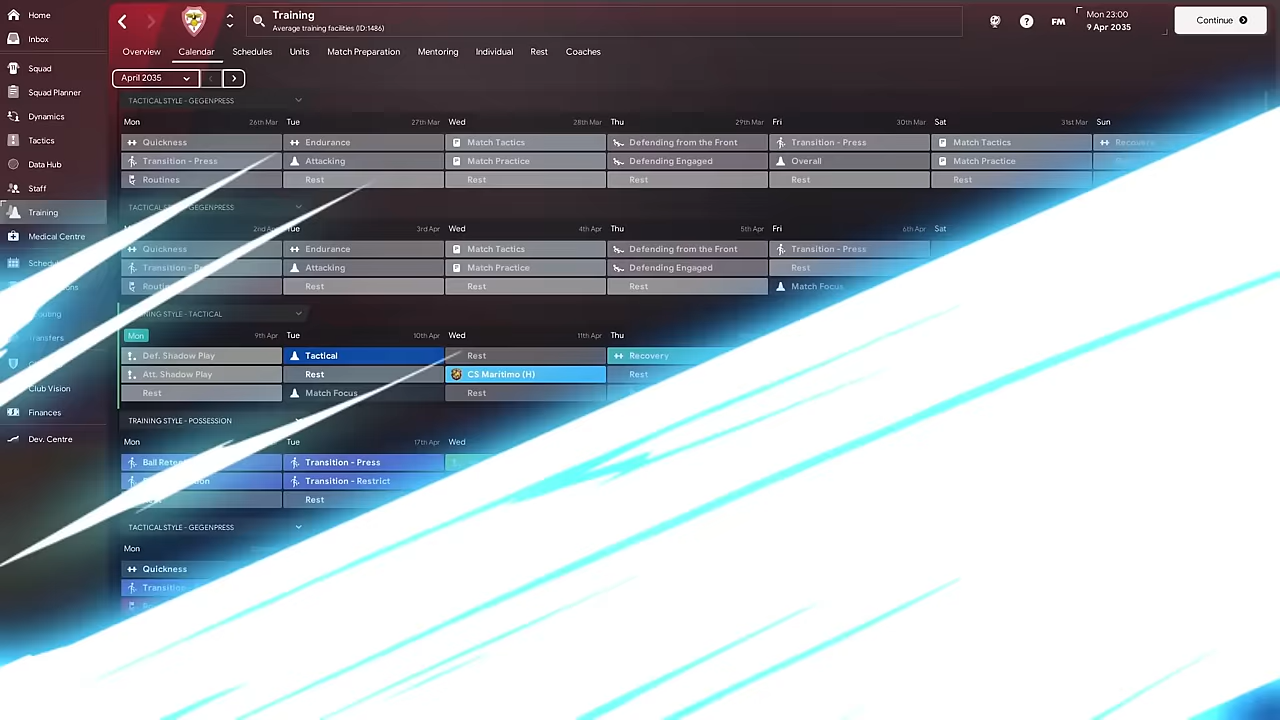 Home
Inbox
Squad
Squad Planner
Dynamics
Tactics
Data Hub
Staff
Training
Medical Centre
Club Vision
Finances
Dev. Centre
Training
Average training facilities (ID:1486)
FM
Mon 23:00
9 Apr 2035
Continue
Overview Calendar Schedules Units Match Preparation Mentoring Individual Rest Coaches
April 2035
TACTICAL STYLE - GEGENPRESS
Mon 26th Mar Tue 27th Mar Wed 28th Mar Thu 29th Mar Fri 30th Mar Sat 31st Mar Sun
Quickness Endurance Match Tactics Defending from the Front Transition - Press Match Tactics Recovery
Transition - Press Attacking Match Practice Defending Engaged Overall Match Practice
Routines Rest Rest Rest Rest Rest
TACTICAL STYLE - GEGENPRESS
Tue 3rd Apr Wed 4th Apr Thu 5th Apr Fri 6th Apr Sat
Quickness Endurance Match Tactics Defending from the Front Transition - Press
Attacking Match Practice Defending Engaged Rest
Rest Rest Rest Match Focus
STYLE - TACTICAL
Mon 9th Apr Tue 10th Apr Wed 11th Apr Thu
Def. Shadow Play Tactical Rest Recovery
Att. Shadow Play Rest CS Marítimo (H) Rest
Rest Match Focus Rest
TRAINING STYLE - POSSESSION
Mon Tue 17th Apr Wed
Transition - Press
Transition - Restrict
Rest
TACTICAL STYLE - GEGENPRESS
Mon
Quickness